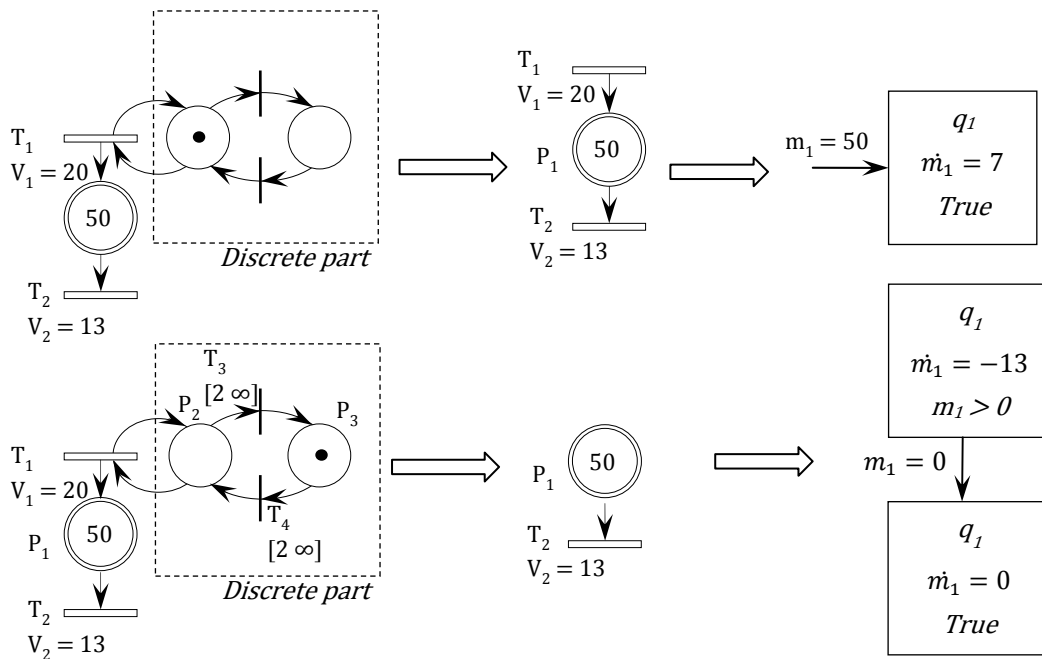 T₁
V₁ = 20
50
T₂
V₂ = 13
Discrete part
T₁
V₁ = 20
P₁
50
T₂
V₂ = 13
m₁ = 50
q₁
ṁ₁ = 7
True
T₃
[2 ∞]
P₂
P₃
T₁
V₁ = 20
P₁
50
T₄
[2 ∞]
T₂
V₂ = 13
Discrete part
P₁
50
T₂
V₂ = 13
q₁
ṁ₁ = −13
m₁ > 0
m₁ = 0
q₁
ṁ₁ = 0
True